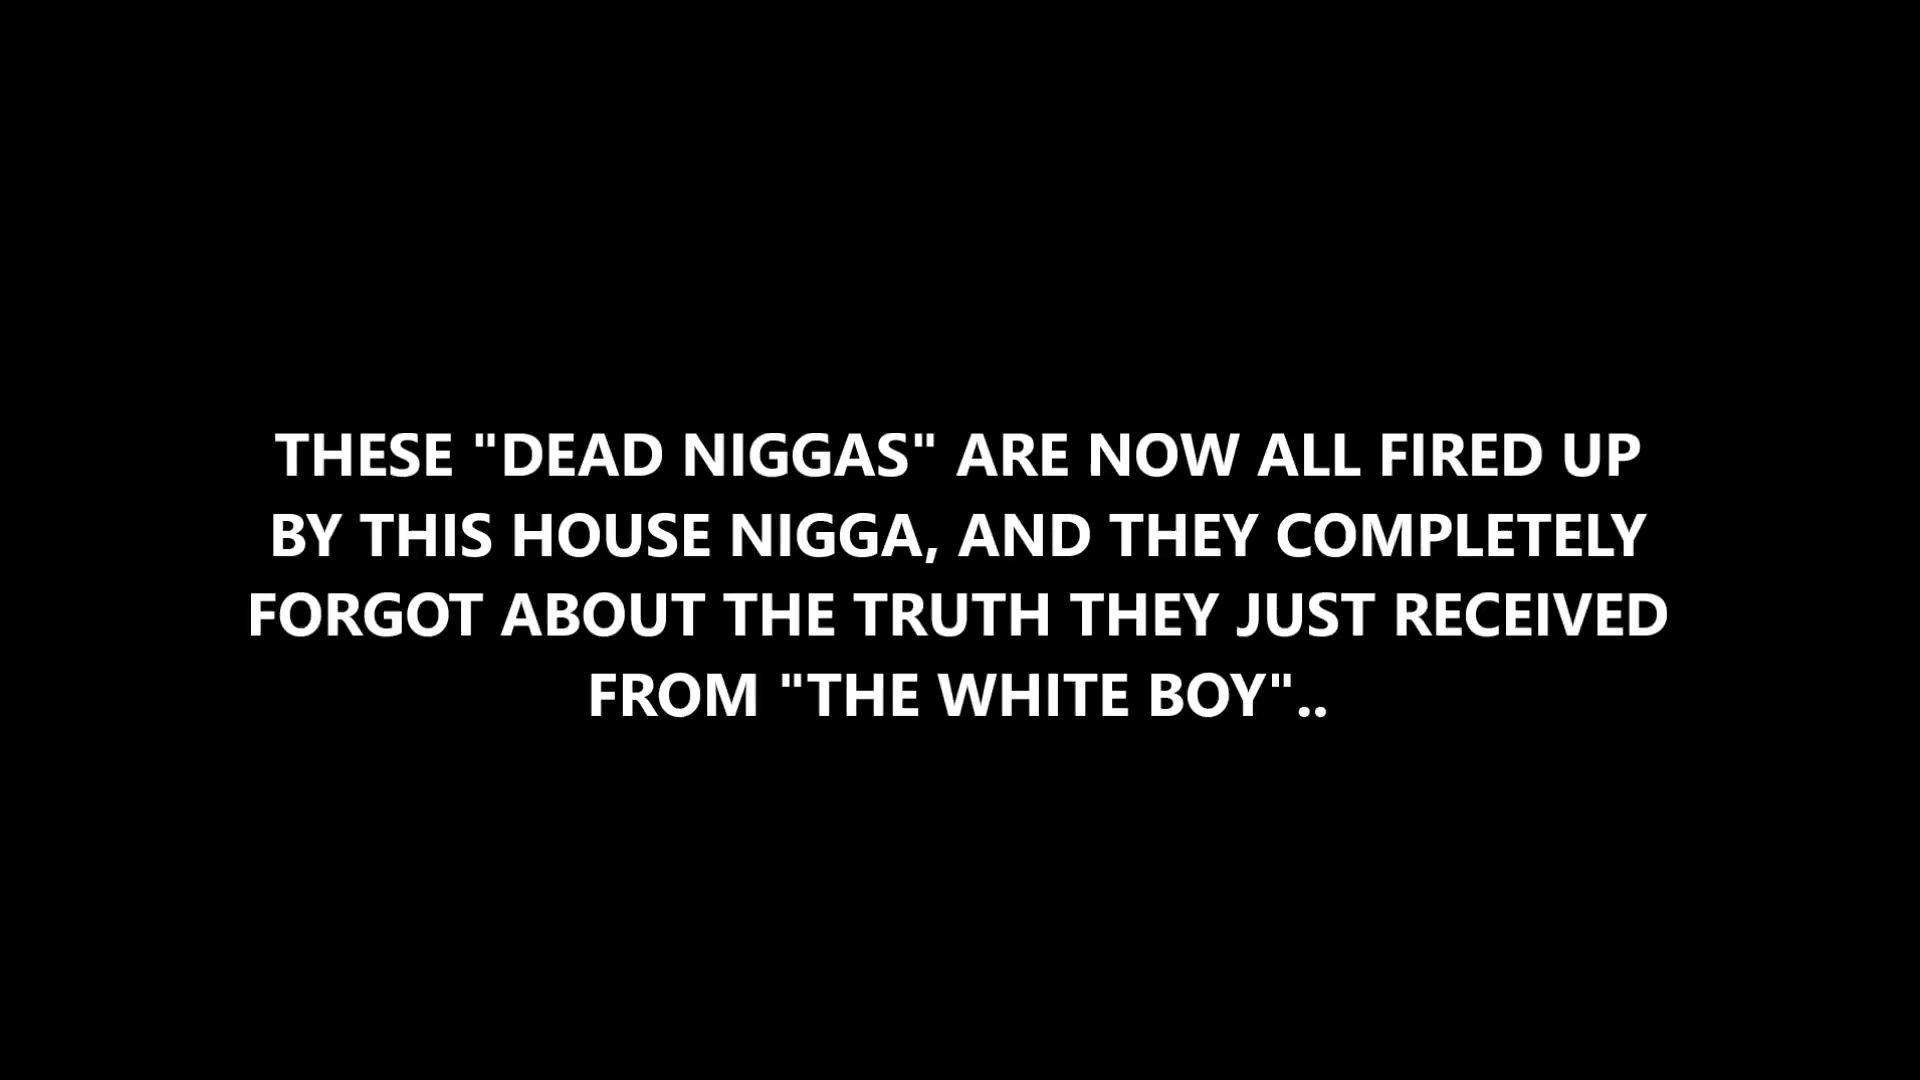 THESE "DEAD NIGGAS" ARE NOW ALL FIRED UP
BY THIS HOUSE NIGGA, AND THEY COMPLETELY
FORGOT ABOUT THE TRUTH THEY JUST RECEIVED
FROM "THE WHITE BOY"..